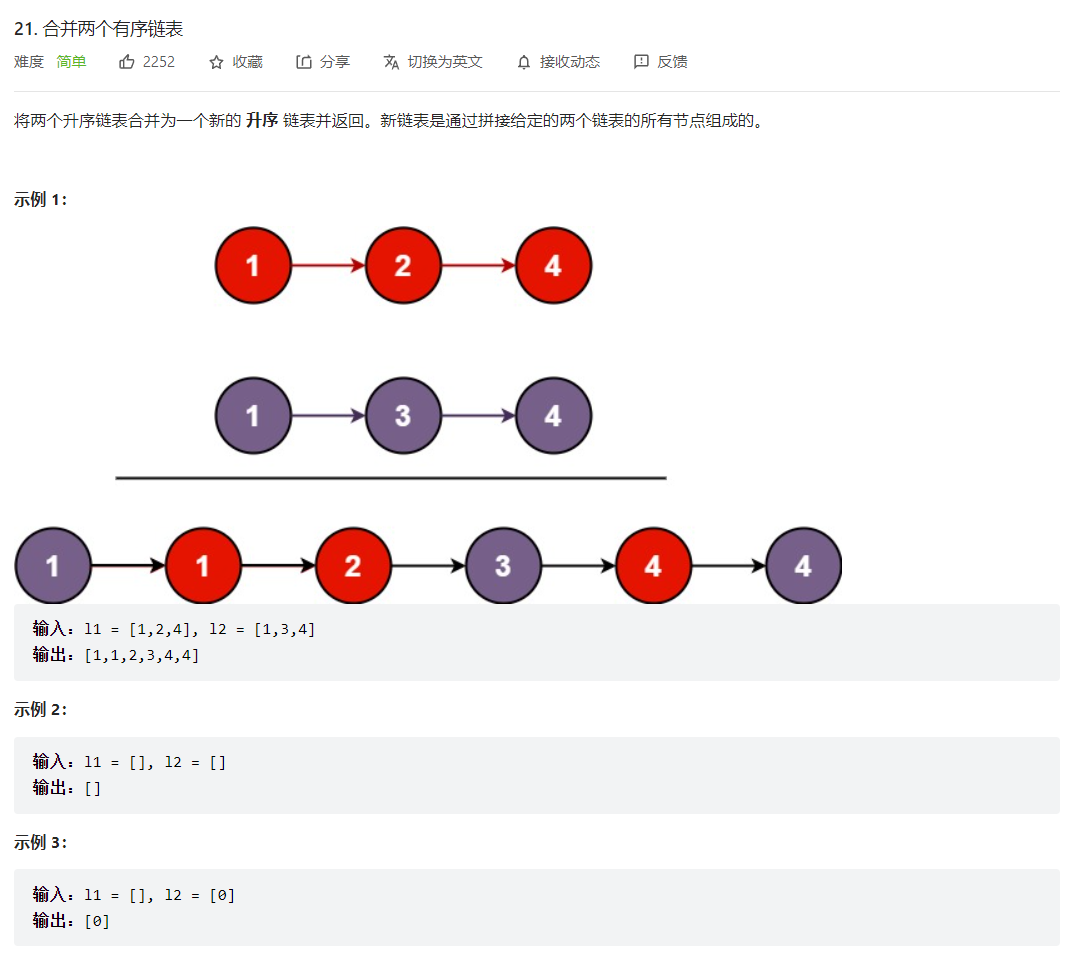 21. 合并两个有序链表
难度 简单 2252 收藏 分享 切换为英文 接收动态 反馈
将两个升序链表合并为一个新的 升序 链表并返回。新链表是通过拼接给定的两个链表的所有节点组成的。
示例 1：
1 2 4
1 3 4
1 1 2 3 4 4
输入：l1 = [1,2,4], l2 = [1,3,4]
输出：[1,1,2,3,4,4]
示例 2：
输入：l1 = [], l2 = []
输出：[]
示例 3：
输入：l1 = [], l2 = [0]
输出：[0]